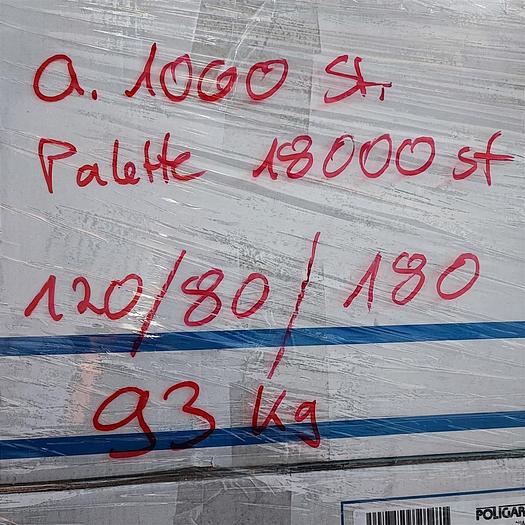 a. 1000 St.
Palette 18000 st
120/80/180
93 kg
POLIGAR